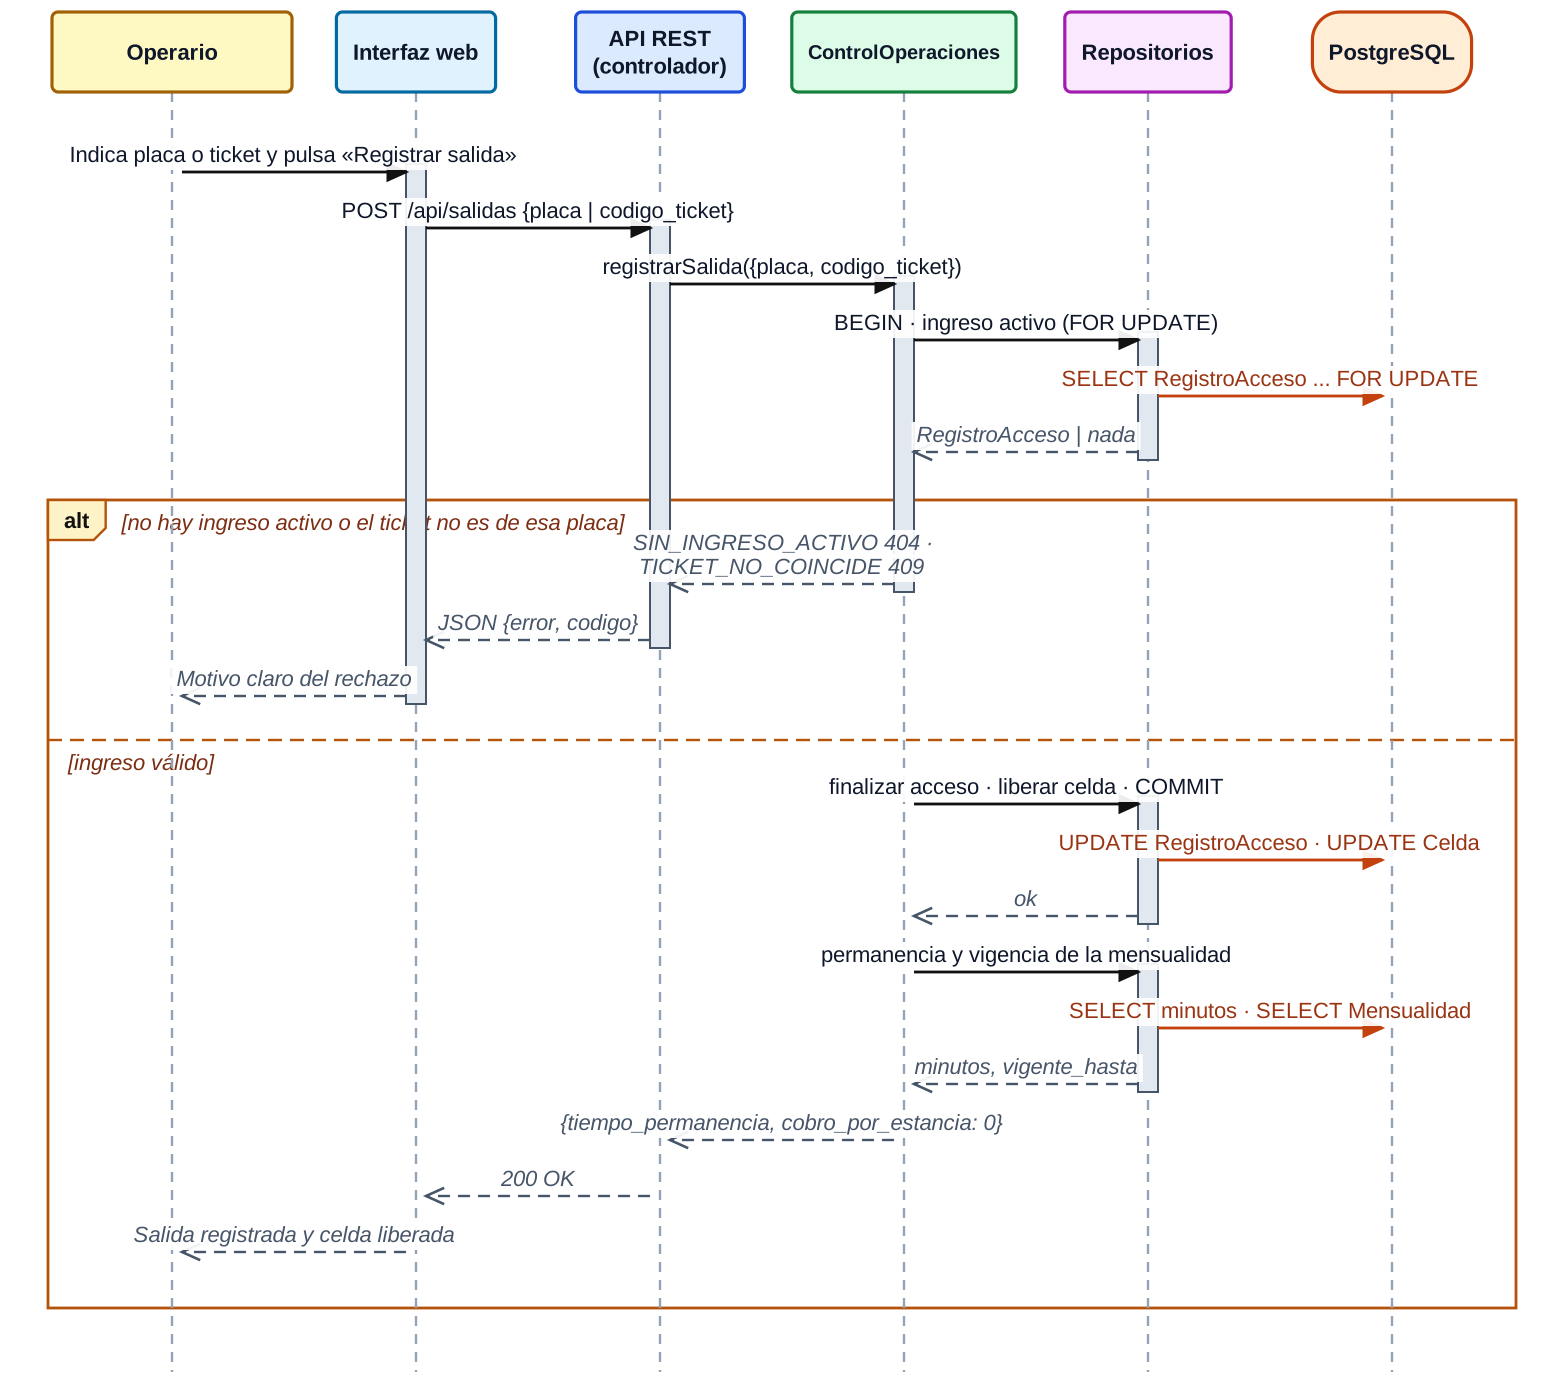 Operario
Interfaz web
API REST
(controlador)
ControlOperaciones
Repositorios
PostgreSQL
Indica placa o ticket y pulsa «Registrar salida»
POST /api/salidas {placa | codigo_ticket}
registrarSalida({placa, codigo_ticket})
BEGIN · ingreso activo (FOR UPDATE)
SELECT RegistroAcceso ... FOR UPDATE
RegistroAcceso | nada
alt
[no hay ingreso activo o el ticket no es de esa placa]
SIN_INGRESO_ACTIVO 404 ·
TICKET_NO_COINCIDE 409
JSON {error, codigo}
Motivo claro del rechazo
[ingreso válido]
finalizar acceso · liberar celda · COMMIT
UPDATE RegistroAcceso · UPDATE Celda
ok
permanencia y vigencia de la mensualidad
SELECT minutos · SELECT Mensualidad
minutos, vigente_hasta
{tiempo_permanencia, cobro_por_estancia: 0}
200 OK
Salida registrada y celda liberada